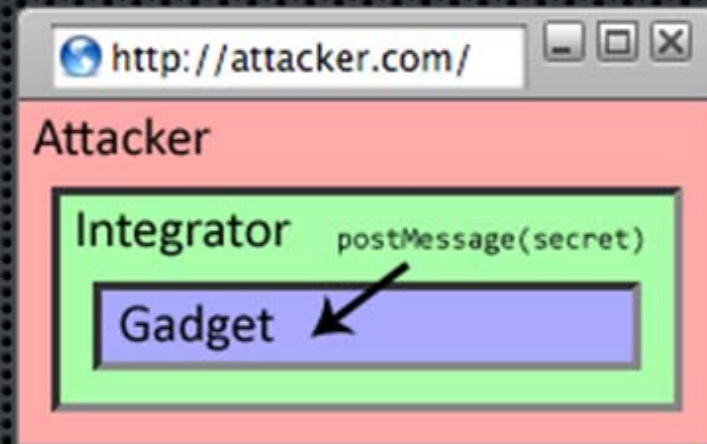 http://attacker.com/
Attacker
Integrator postMessage(secret)
Gadget